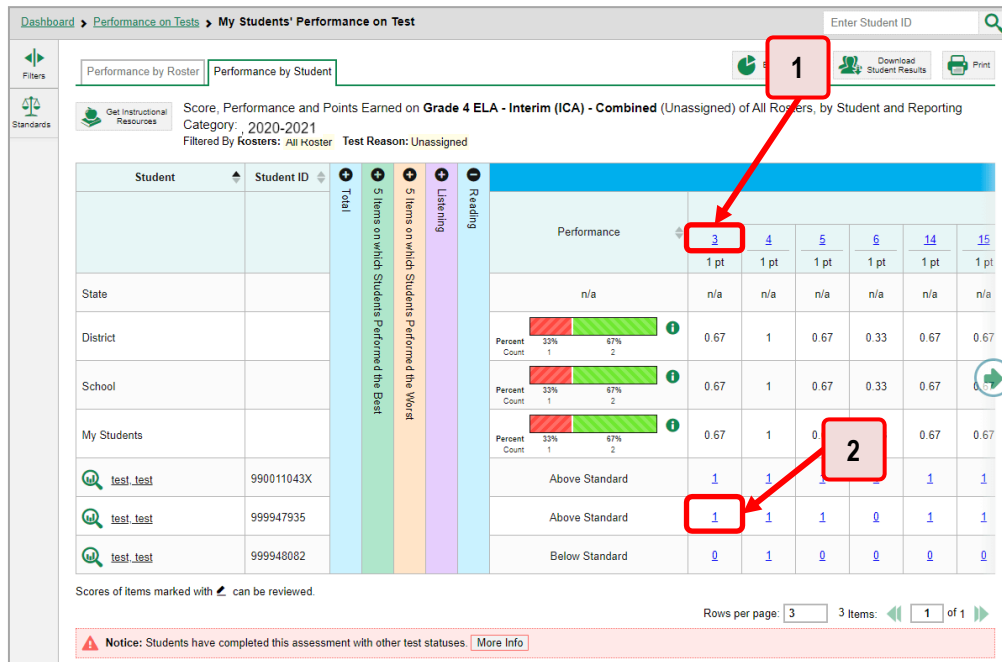 Dashboard > Performance on Tests > My Students' Performance on Test
Enter Student ID
Filters
Standards
Performance by Roster
Performance by Student
1
Download
Student Results
Print
Get Instructional
Resources
Score, Performance and Points Earned on Grade 4 ELA - Interim (ICA) - Combined (Unassigned) of All Rosters, by Student and Reporting
Category: , 2020-2021
Filtered By Rosters: All Roster Test Reason: Unassigned
Student Student ID Total 5 Items on which Students Performed the Best 5 Items on which Students Performed the Worst Listening Reading
Performance 3 4 5 6 14 15
1 pt 1 pt 1 pt 1 pt 1 pt 1 pt
State n/a n/a n/a n/a n/a n/a n/a
District Percent 33% 67% Count 1 2 0.67 1 0.67 0.33 0.67 0.67
School Percent 33% 67% Count 1 2 0.67 1 0.67 0.33 0.67
My Students Percent 33% 67% Count 1 2 0.67 1 0.67 0.67
2
test, test 999011043X Above Standard 1 1 1 1
test, test 999947935 Above Standard 1 1 1 0 1 1
test, test 999948082 Below Standard 0 1 0 0 0 0
Scores of items marked with can be reviewed.
Rows per page: 3 3 Items: 1 of 1
Notice: Students have completed this assessment with other test statuses. More Info